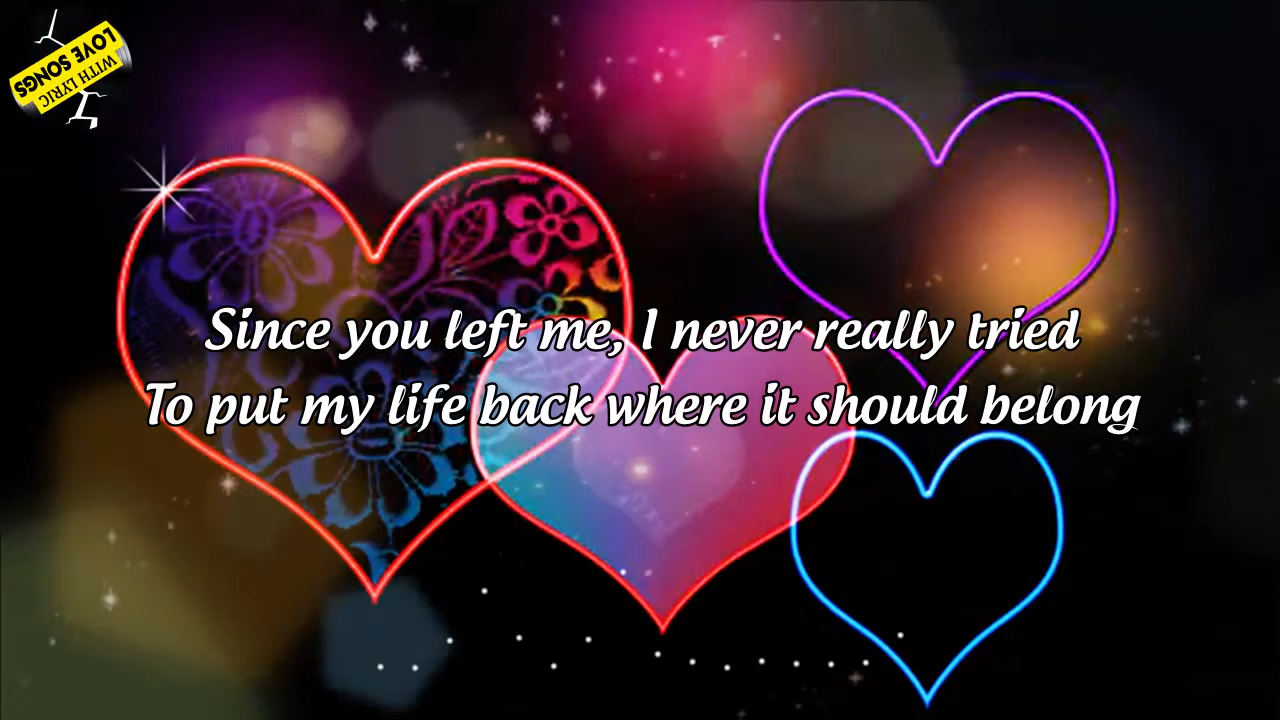 LOVE SONGS
WITH LYRIC
Since you left me, I never really tried
To put my life back where it should belong